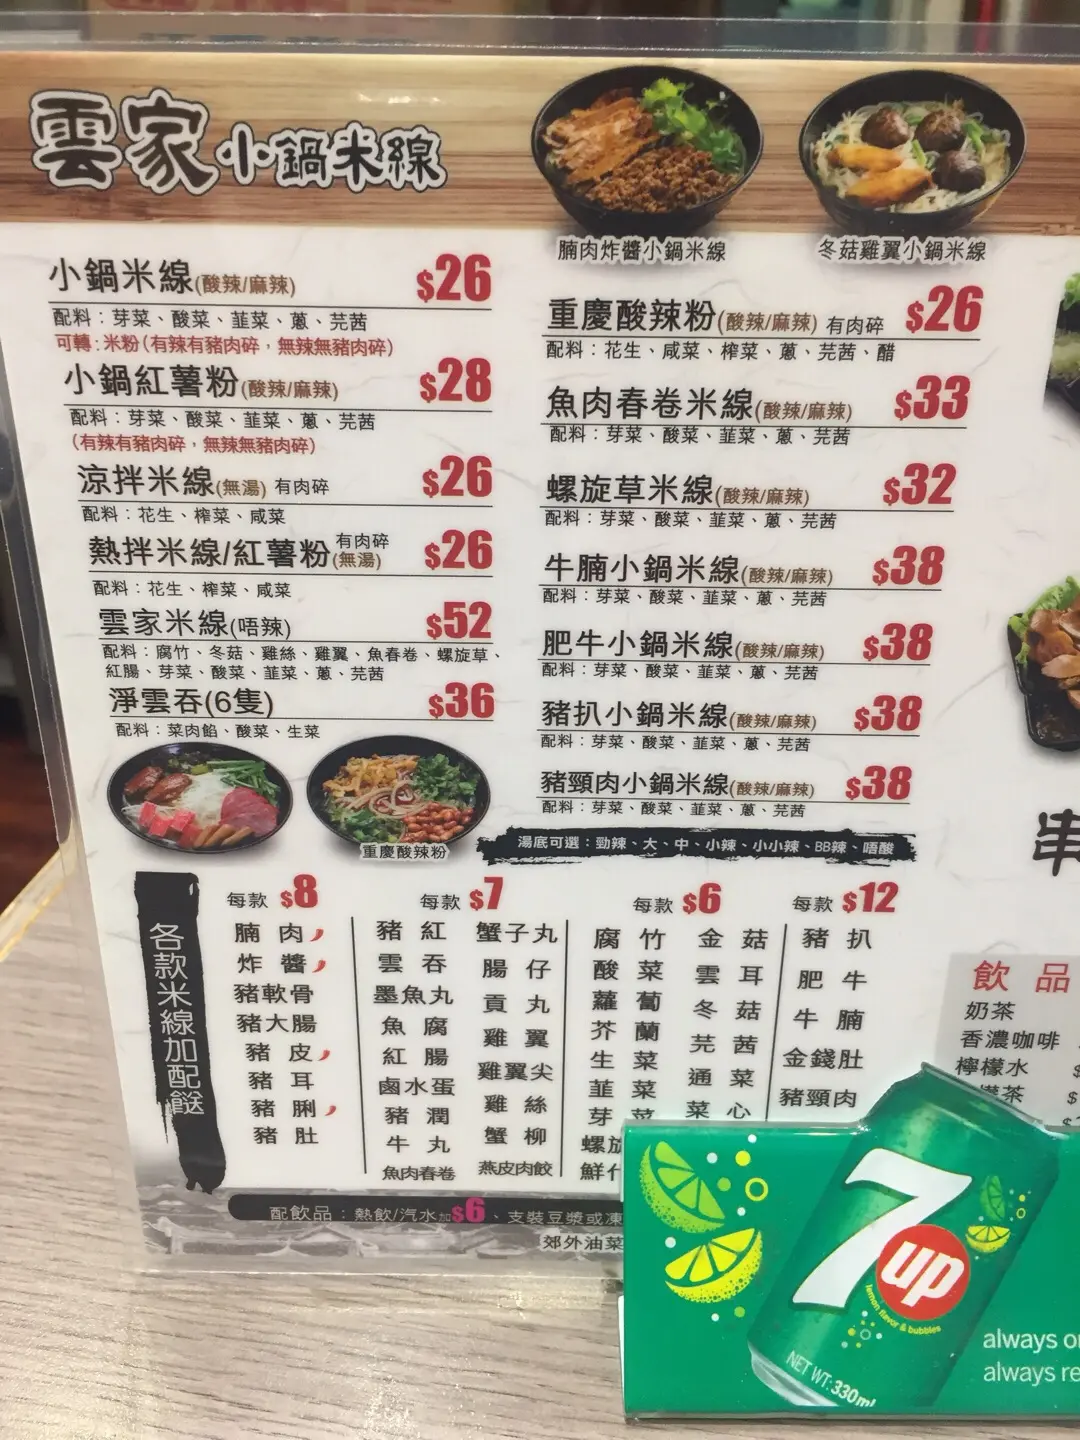 雲家小鍋米線
腩肉炸醬小鍋米線
冬菇雞翼小鍋米線
小鍋米線(酸辣/麻辣) $26
配料：芽菜、酸菜、韮菜、蔥、芫茜
可轉：米粉(有辣有豬肉碎，無辣無豬肉碎)
小鍋紅薯粉(酸辣/麻辣) $28
配料：芽菜、酸菜、韮菜、蔥、芫茜
(有辣有豬肉碎，無辣無豬肉碎)
涼拌米線(無湯) 有肉碎 $26
配料：花生、榨菜、咸菜
熱拌米線/紅薯粉 有肉碎 (無湯) $26
配料：花生、榨菜、咸菜
雲家米線(唔辣) $52
配料：腐竹、冬菇、雞絲、雞翼、魚春卷、螺旋草、
紅腸、芽菜、酸菜、韮菜、蔥、芫茜
淨雲吞(6隻) $36
配料：菜肉餡、酸菜、生菜
重慶酸辣粉
重慶酸辣粉(酸辣/麻辣) 有肉碎 $26
配料：花生、咸菜、榨菜、蔥、芫茜、醋
魚肉春卷米線(酸辣/麻辣) $33
配料：芽菜、酸菜、韮菜、蔥、芫茜
螺旋草米線(酸辣/麻辣) $32
配料：芽菜、酸菜、韮菜、蔥、芫茜
牛腩小鍋米線(酸辣/麻辣) $38
配料：芽菜、酸菜、韮菜、蔥、芫茜
肥牛小鍋米線(酸辣/麻辣) $38
配料：芽菜、酸菜、韮菜、蔥、芫茜
豬扒小鍋米線(酸辣/麻辣) $38
配料：芽菜、酸菜、韮菜、蔥、芫茜
豬頸肉小鍋米線(酸辣/麻辣) $38
配料：芽菜、酸菜、韮菜、蔥、芫茜
湯底可選：勁辣、大、中、小辣、小小辣、BB辣、唔酸
各款米線加配餸
每款 $8
腩肉
炸醬
豬軟骨
豬大腸
豬皮
豬耳
豬脷
豬肚
每款 $7
豬紅
雲吞
墨魚丸
魚腐
紅腸
鹵水蛋
豬潤
牛丸
魚肉春卷
蟹子丸
腸仔
貢丸
雞翼
雞翼尖
雞絲
蟹柳
燕皮肉餃
每款 $6
腐竹
酸菜
蘿蔔
芥蘭
生菜
韮菜
芽菜
螺旋
鮮
金菇
雲耳
冬菇
芫茜
通菜
菜心
每款 $12
豬扒
肥牛
牛腩
金錢肚
豬頸肉
串
飲品
奶茶
香濃咖啡
檸檬水 $
茶 $
配飲品：熱飲/汽水加$6、支裝豆漿或凍
郊外油菜
7up
lemon flavor & bubbles
NET WT: 330ml
always
always re